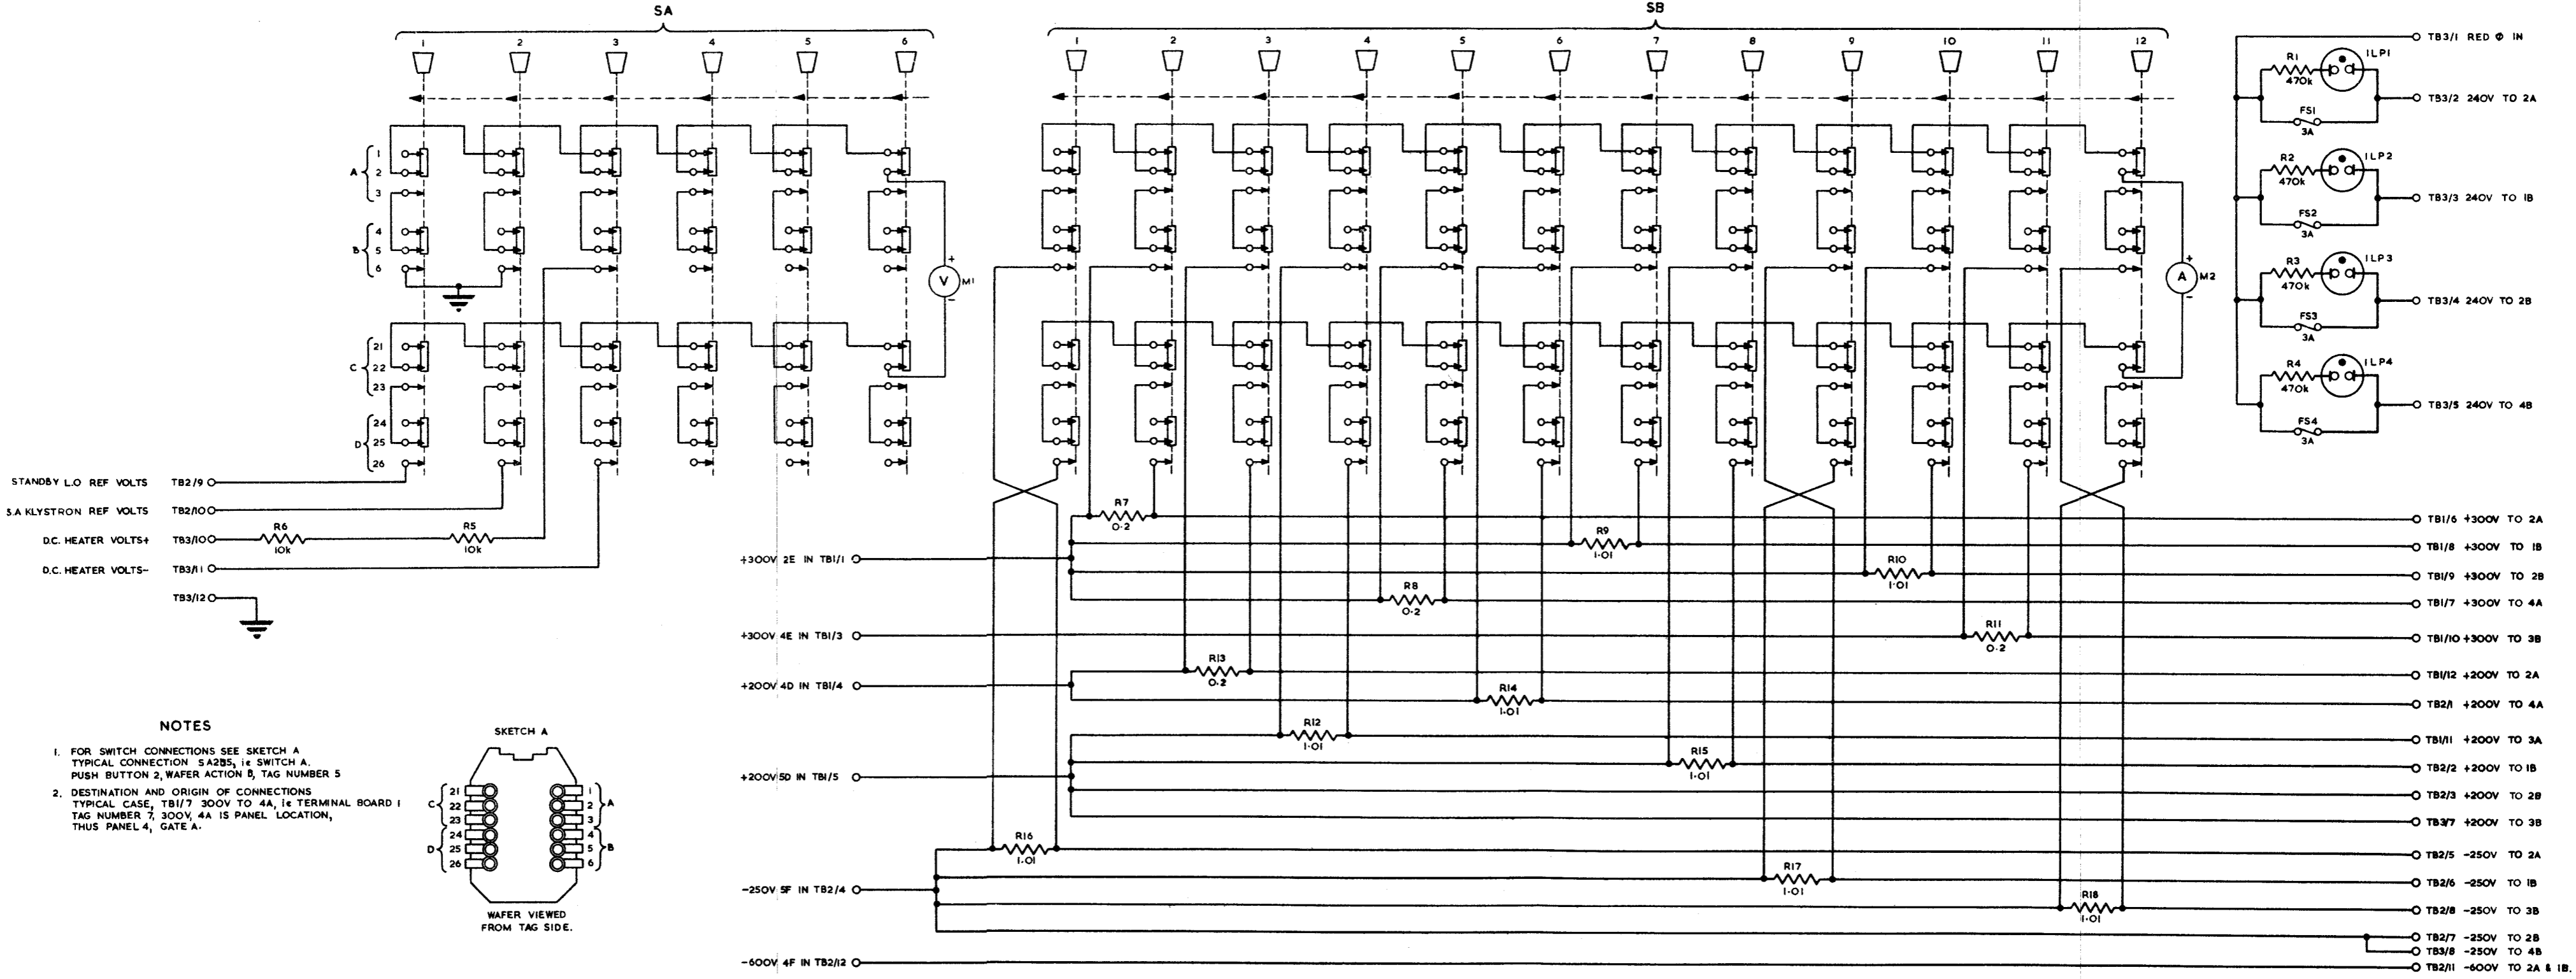 SA
SB
1 2 3 4 5 6
1 2 3 4 5 6 7 8 9 10 11 12
A
1
2
3
B
4
5
6
C
21
22
23
D
24
25
26
V M1
+
−
A M2
+
−
TB3/1 RED Φ IN
R1
470k
ILP1
FS1
3A
TB3/2 240V TO 2A
R2
470k
ILP2
FS2
3A
TB3/3 240V TO 1B
R3
470k
ILP3
FS3
3A
TB3/4 240V TO 2B
R4
470k
ILP4
FS4
3A
TB3/5 240V TO 4B
STANDBY L.O REF VOLTS TB2/9
S.A KLYSTRON REF VOLTS TB2/10
D.C. HEATER VOLTS+ TB3/10
R6
10k
R5
10k
D.C. HEATER VOLTS− TB3/11
TB3/12
+300V 2E IN TB1/1
+300V 4E IN TB1/3
+200V 4D IN TB1/4
+200V 5D IN TB1/5
-250V 5F IN TB2/4
-600V 4F IN TB2/12
R7
0.2
R9
1.01
R10
1.01
R8
0.2
R11
0.2
R13
0.2
R14
1.01
R12
1.01
R15
1.01
R16
1.01
R17
1.01
R18
1.01
TB1/6 +300V TO 2A
TB1/8 +300V TO 1B
TB1/9 +300V TO 2B
TB1/7 +300V TO 4A
TB1/10 +300V TO 3B
TB1/12 +200V TO 2A
TB2/1 +200V TO 4A
TB1/11 +200V TO 3A
TB2/2 +200V TO 1B
TB2/3 +200V TO 2B
TB3/7 +200V TO 3B
TB2/5 -250V TO 2A
TB2/6 -250V TO 1B
TB2/8 -250V TO 3B
TB2/7 -250V TO 2B
TB3/8 -250V TO 4B
TB2/11 -600V TO 2A & 1B.
NOTES
1. FOR SWITCH CONNECTIONS SEE SKETCH A
TYPICAL CONNECTION SA2B5, ie SWITCH A.
PUSH BUTTON 2, WAFER ACTION B, TAG NUMBER 5
2. DESTINATION AND ORIGIN OF CONNECTIONS
TYPICAL CASE, TB1/7 300V TO 4A, ie TERMINAL BOARD 1
TAG NUMBER 7, 300V, 4A IS PANEL LOCATION,
THUS PANEL 4, GATE A.
SKETCH A
C
21
22
23
D
24
25
26
1
2
3
A
4
5
6
B
WAFER VIEWED
FROM TAG SIDE.